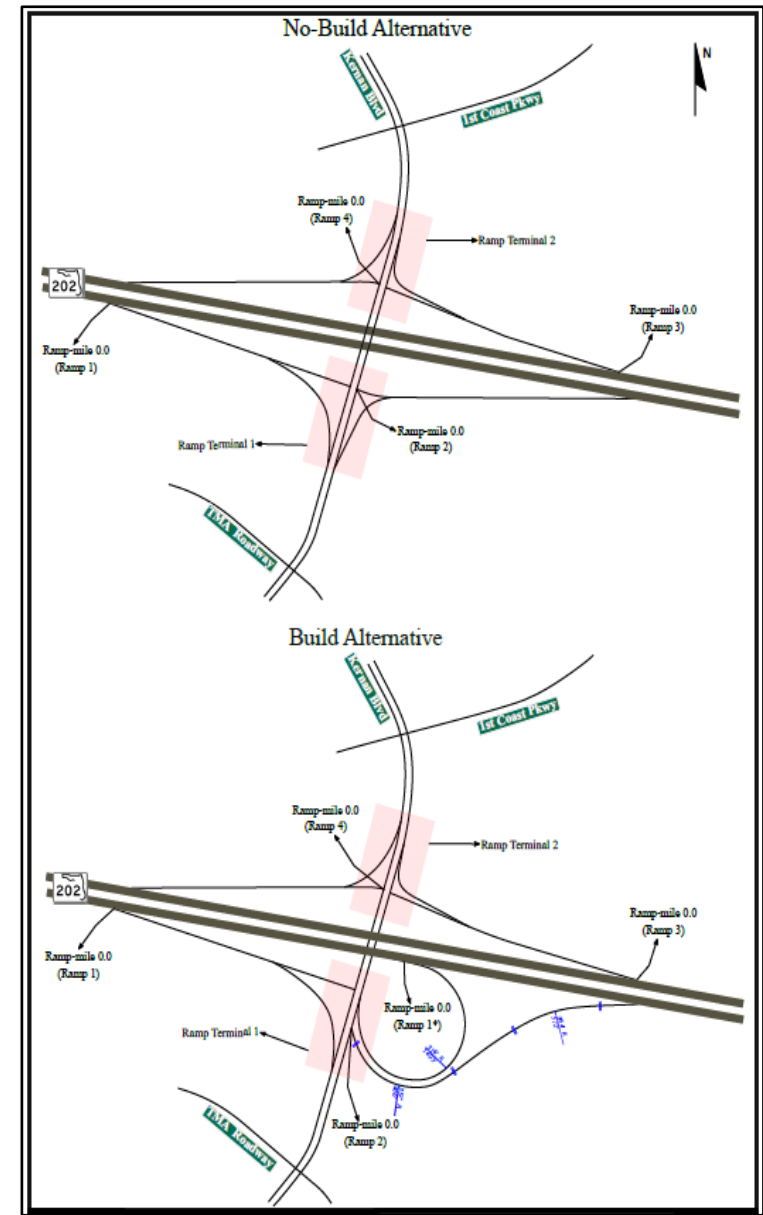 No-Build Alternative
N
Kernan Blvd
1st Coast Pkwy
Ramp-mile 0.0
(Ramp 4)
Ramp Terminal 2
202
Ramp-mile 0.0
(Ramp 3)
Ramp-mile 0.0
(Ramp 1)
Ramp-mile 0.0
(Ramp 2)
Ramp Terminal 1
TMA Roadway
Build Alternative
Kernan Blvd
1st Coast Pkwy
Ramp-mile 0.0
(Ramp 4)
Ramp Terminal 2
202
Ramp-mile 0.0
(Ramp 3)
Ramp-mile 0.0
(Ramp 1)
Ramp-mile 0.0
(Ramp 1*)
Ramp Terminal 1
Ramp-mile 0.0
(Ramp 2)
TMA Roadway